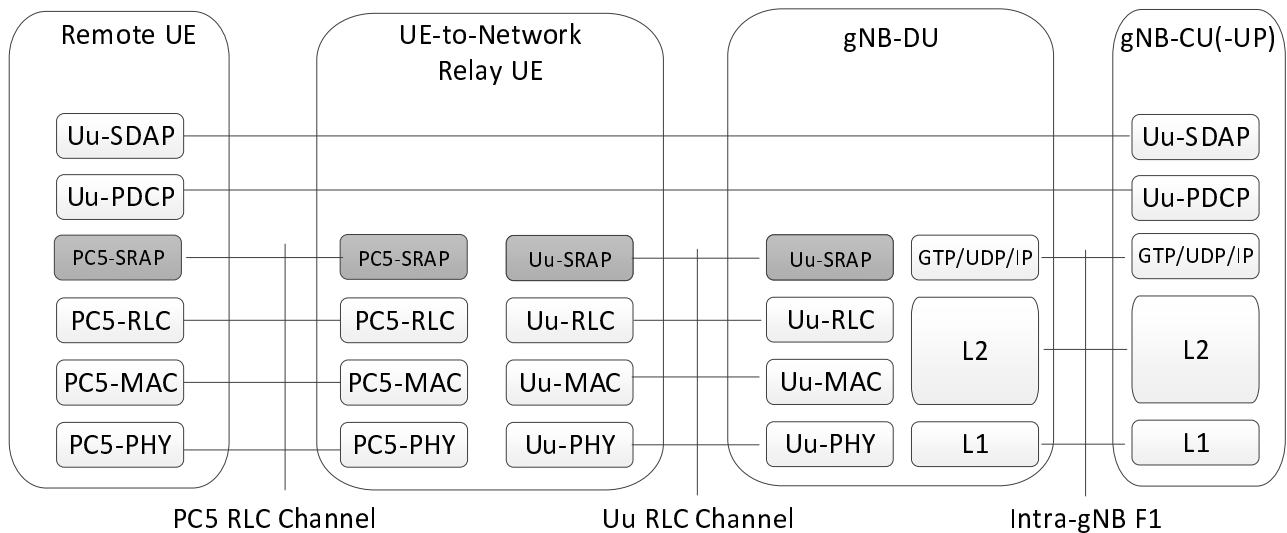 Remote UE
UE-to-Network
Relay UE
gNB-DU
gNB-CU(-UP)
Uu-SDAP
Uu-SDAP
Uu-PDCP
Uu-PDCP
PC5-SRAP
PC5-SRAP
Uu-SRAP
Uu-SRAP
GTP/UDP/IP
GTP/UDP/IP
PC5-RLC
PC5-RLC
Uu-RLC
Uu-RLC
L2
L2
PC5-MAC
PC5-MAC
Uu-MAC
Uu-MAC
PC5-PHY
PC5-PHY
Uu-PHY
Uu-PHY
L1
L1
PC5 RLC Channel
Uu RLC Channel
Intra-gNB F1